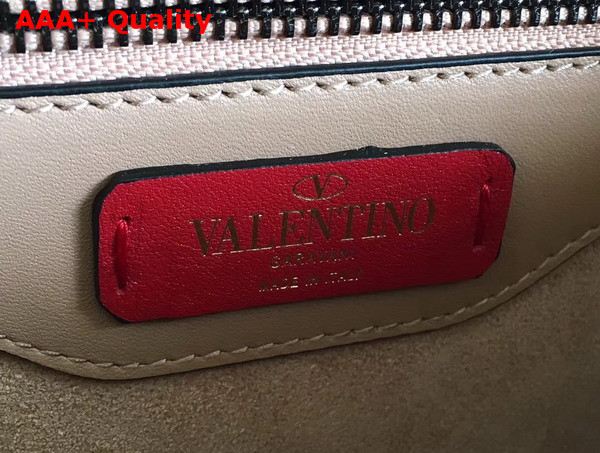 AAA+ Quality
V
VALENTINO
GARAVANI
MADE IN ITALY